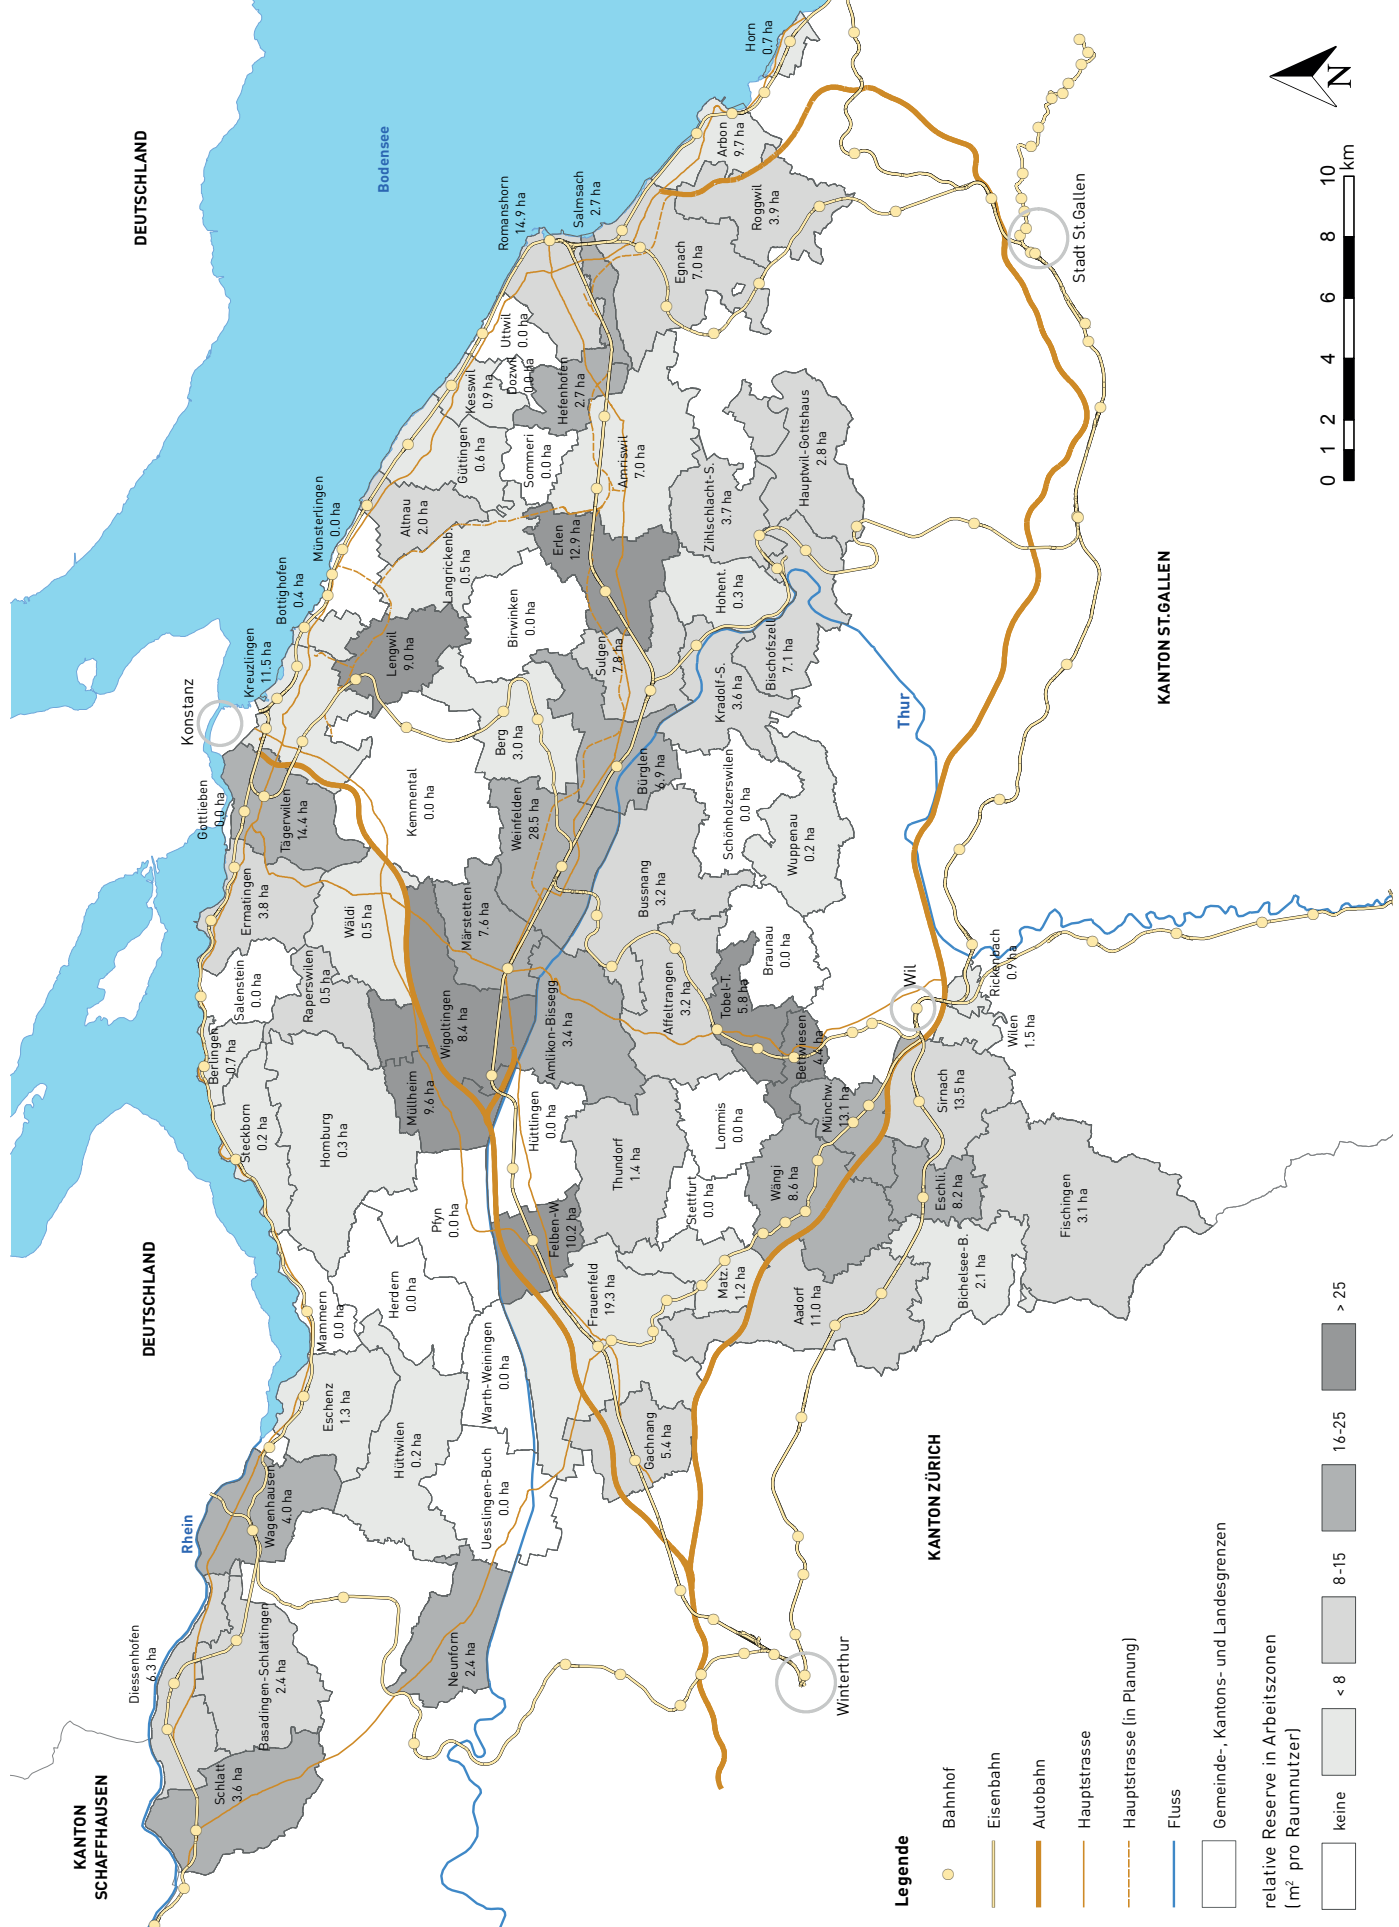 KANTON
SCHAFFHAUSEN
DEUTSCHLAND
DEUTSCHLAND
Bodensee
Rhein
Konstanz
Diessenhofen
6.3 ha
Schlatt
3.6 ha
Basadingen-Schlattingen
2.4 ha
Wagenhausen
4.0 ha
Neunforn
2.4 ha
Eschenz
1.3 ha
Hüttwilen
0.2 ha
Uesslingen-Buch
0.0 ha
Warth-Weiningen
0.0 ha
Mammern
0.0 ha
Herdern
0.0 ha
Pfyn
0.0 ha
Steckborn
0.2 ha
Homburg
0.3 ha
Berlingen
0.7 ha
Salenstein
0.0 ha
Raperswilen
0.5 ha
Müllheim
9.6 ha
Wigoltingen
8.4 ha
Ermatingen
3.8 ha
Wäldi
0.5 ha
Märstetten
7.6 ha
Gottlieben
0.0 ha
Tägerwilen
14.4 ha
Kemmental
0.0 ha
Kreuzlingen
11.5 ha
Bottighofen
0.4 ha
Münsterlingen
0.0 ha
Lengwil
9.0 ha
Altnau
2.0 ha
Langrickenb.
0.5 ha
Güttingen
0.6 ha
Kesswil
0.9 ha
Uttwil
0.0 ha
Dozwil
0.0 ha
Sommeri
0.0 ha
Hefenhofen
2.7 ha
Romanshorn
14.9 ha
Salmsach
2.7 ha
Egnach
7.0 ha
Roggwil
3.9 ha
Arbon
9.7 ha
Horn
0.7 ha
Amriswil
7.0 ha
Erlen
12.9 ha
Birwinken
0.0 ha
Berg
3.0 ha
Weinfelden
28.5 ha
Bürglen
6.9 ha
Sulgen
7.8 ha
Kradolf-S.
3.6 ha
Hohent.
0.3 ha
Zihlschlacht-S.
3.7 ha
Hauptwil-Gottshaus
2.8 ha
Bischofszell
7.1 ha
Schönholzerswilen
0.0 ha
Wuppenau
0.2 ha
Bussnang
3.2 ha
Amlikon-Bissegg
3.4 ha
Affeltrangen
3.2 ha
Tobel-T.
5.8 ha
Braunau
0.0 ha
Bettwiesen
4.4 ha
Münchw.
13.1 ha
Lommis
0.0 ha
Hüttlingen
0.0 ha
Thundorf
1.4 ha
Stettfurt
0.0 ha
Felben-W.
10.2 ha
Frauenfeld
19.3 ha
Matz.
1.2 ha
Wängi
8.6 ha
Aadorf
11.0 ha
Gachnang
5.4 ha
Eschli.
8.2 ha
Sirnach
13.5 ha
Wilen
1.5 ha
Rickenbach
0.9 ha
Bichelsee-B.
2.1 ha
Fischingen
3.1 ha
Wil
Thur
Winterthur
Stadt St.Gallen
KANTON ZÜRICH
KANTON ST.GALLEN
Legende
Bahnhof
Eisenbahn
Autobahn
Hauptstrasse
Hauptstrasse (in Planung)
Fluss
Gemeinde-, Kantons- und Landesgrenzen
relative Reserve in Arbeitszonen
(m² pro Raumnutzer)
keine
< 8
8-15
16-25
> 25
0 1 2 4 6 8 10
km
N